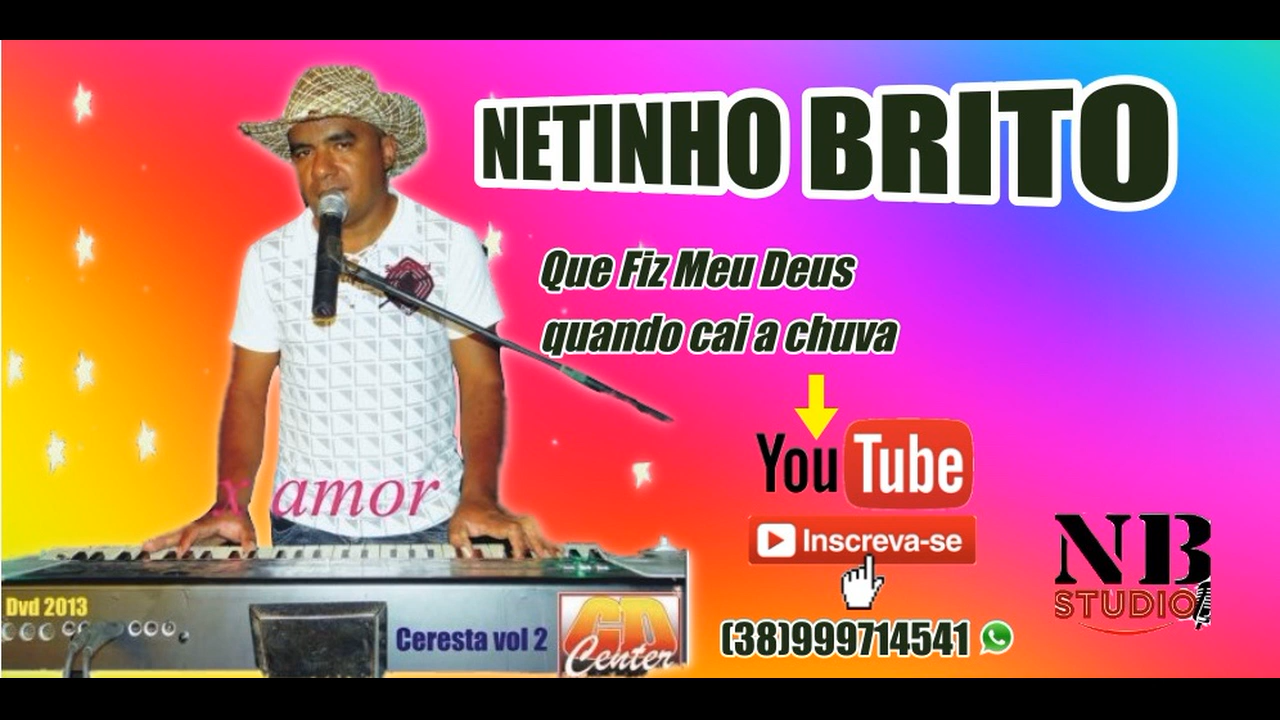 NETINHO BRITO
Que Fiz Meu Deus
quando cai a chuva
YouTube
Inscreva-se
(38)999714541
NB
STUDIO
x amor
Dvd 2013
Ceresta vol 2
CD
Center